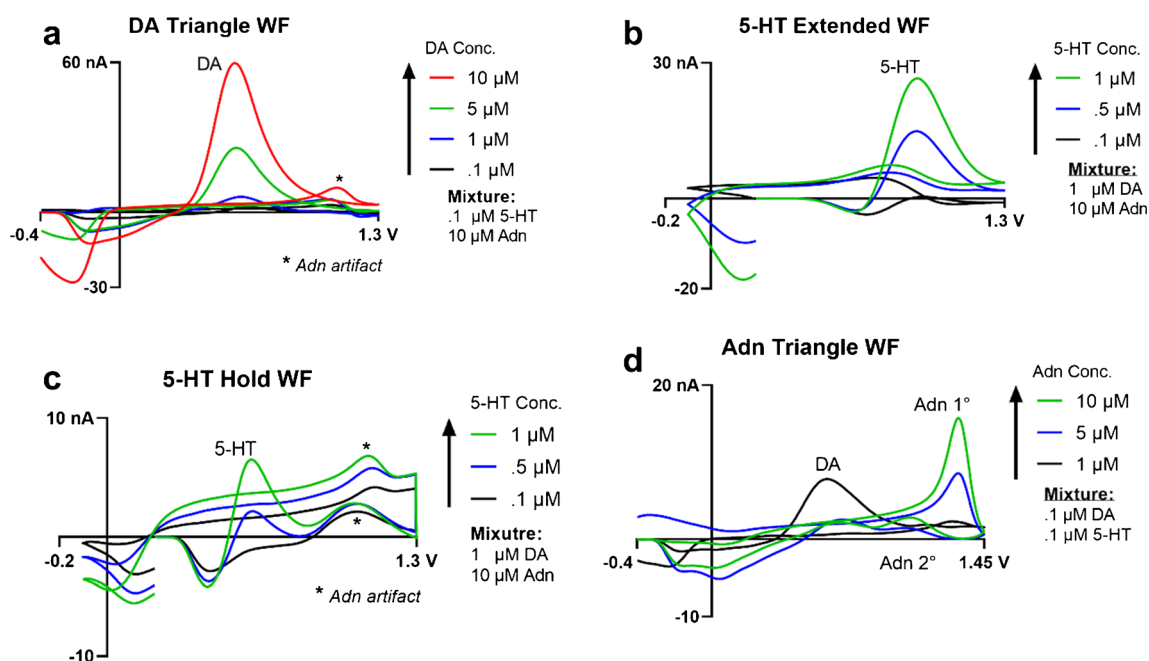 a
DA Triangle WF
60 nA
DA
-0.4
1.3 V
-30
*
* Adn artifact
DA Conc.
10 µM
5 µM
1 µM
.1 µM
Mixture:
.1 µM 5-HT
10 µM Adn
b
5-HT Extended WF
30 nA
5-HT
-0.2
1.3 V
-20
5-HT Conc.
1 µM
.5 µM
.1 µM
Mixture:
1 µM DA
10 µM Adn
c
5-HT Hold WF
10 nA
5-HT
*
*
-0.2
1.3 V
-10
* Adn artifact
5-HT Conc.
1 µM
.5 µM
.1 µM
Mixutre:
1 µM DA
10 µM Adn
d
Adn Triangle WF
20 nA
Adn 1°
DA
Adn 2°
-0.4
1.45 V
-10
Adn Conc.
10 µM
5 µM
1 µM
Mixture:
.1 µM DA
.1 µM 5-HT